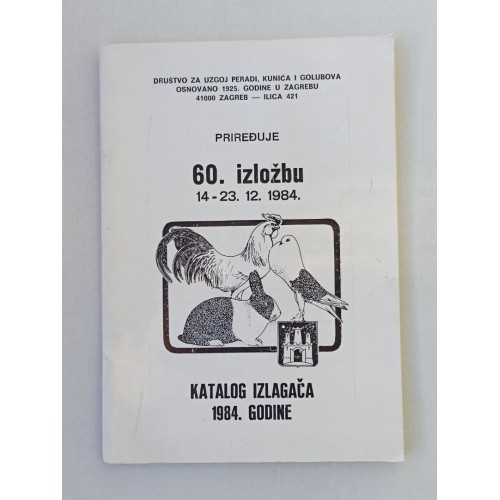 DRUŠTVO ZA UZGOJ PERADI, KUNIĆA I GOLUBOVA
OSNOVANO 1925. GODINE U ZAGREBU
41000 ZAGREB — ILICA 421
PRIREĐUJE
60. izložbu
14-23. 12. 1984.
KATALOG IZLAGAČA
1984. GODINE